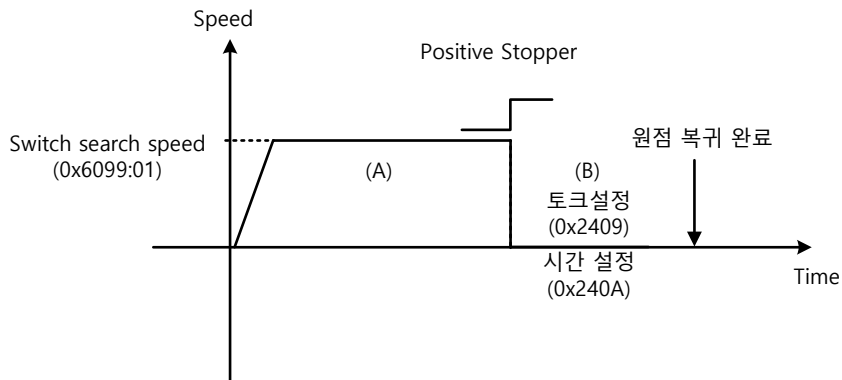 Speed
Positive Stopper
Switch search speed
(0x6099:01)
원점 복귀 완료
(A)
(B)
토크설정
(0x2409)
시간 설정
(0x240A)
Time